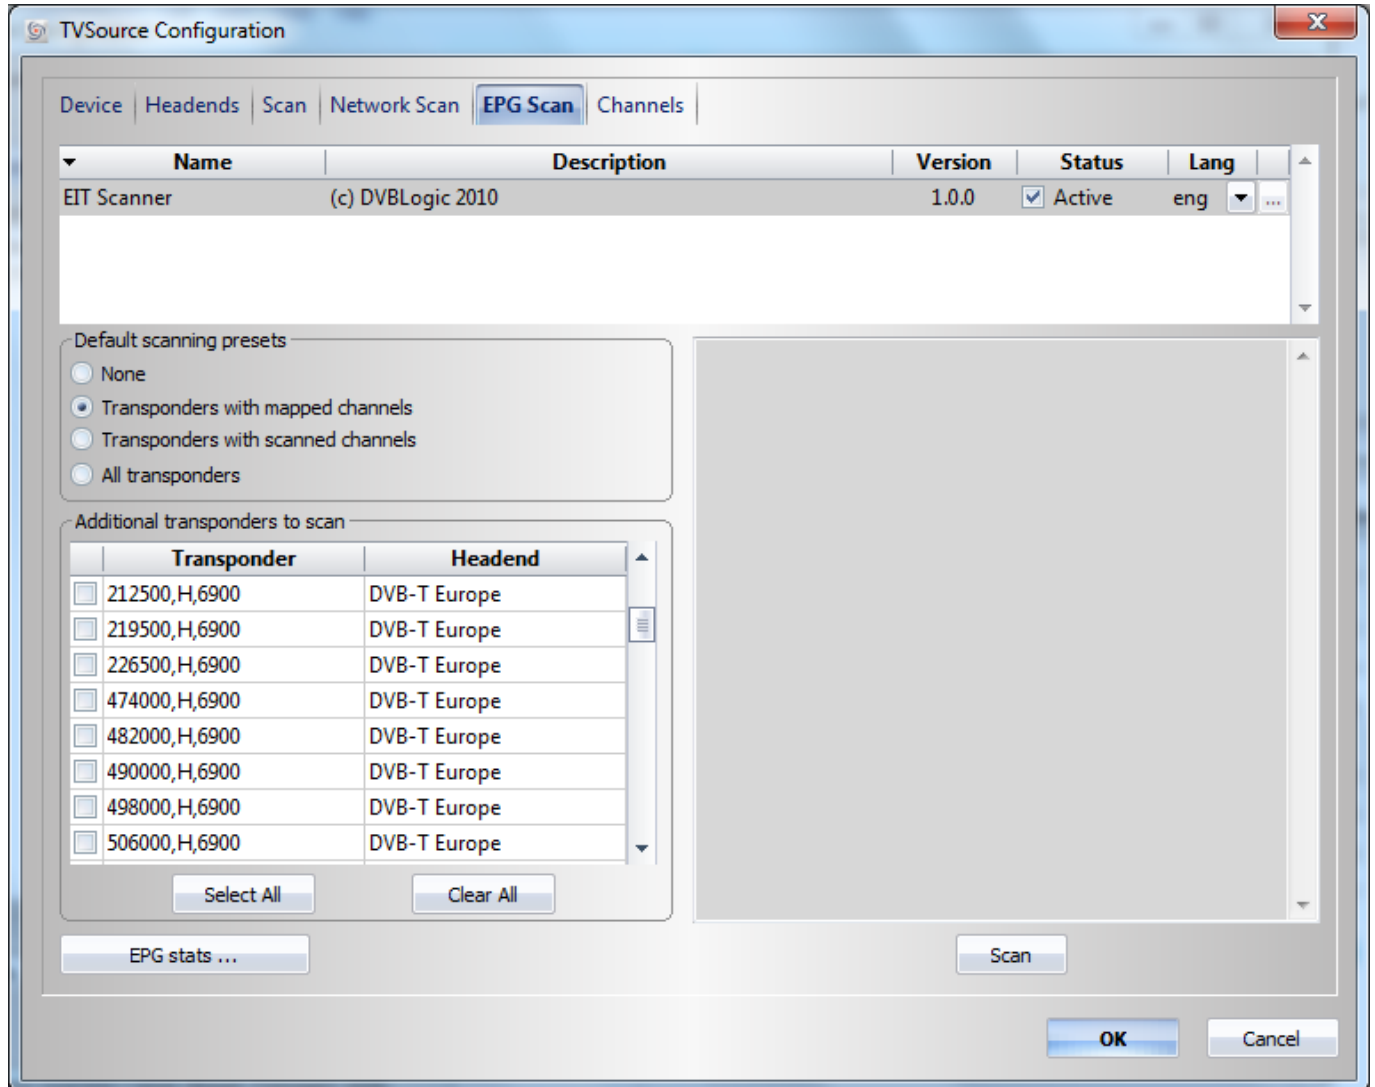 TVSource Configuration
Device Headends Scan Network Scan EPG Scan Channels
Name Description Version Status Lang
EIT Scanner (c) DVBLogic 2010 1.0.0 Active eng ...
Default scanning presets
None
Transponders with mapped channels
Transponders with scanned channels
All transponders
Additional transponders to scan
Transponder Headend
212500,H,6900 DVB-T Europe
219500,H,6900 DVB-T Europe
226500,H,6900 DVB-T Europe
474000,H,6900 DVB-T Europe
482000,H,6900 DVB-T Europe
490000,H,6900 DVB-T Europe
498000,H,6900 DVB-T Europe
506000,H,6900 DVB-T Europe
Select All Clear All
EPG stats ... Scan
OK Cancel